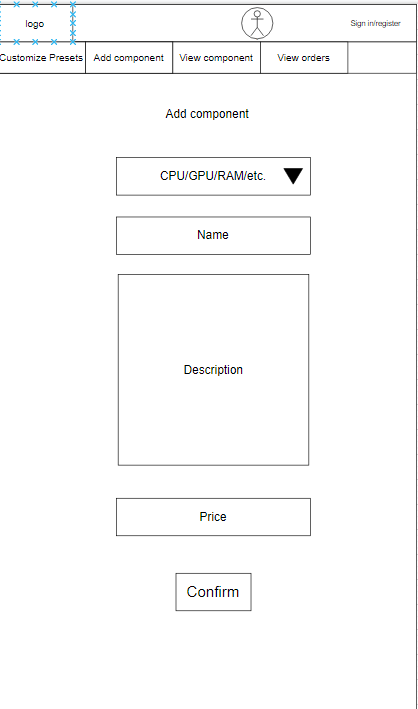 logo
Sign in/register
Customize Presets
Add component
View component
View orders
Add component
CPU/GPU/RAM/etc.
Name
Description
Price
Confirm